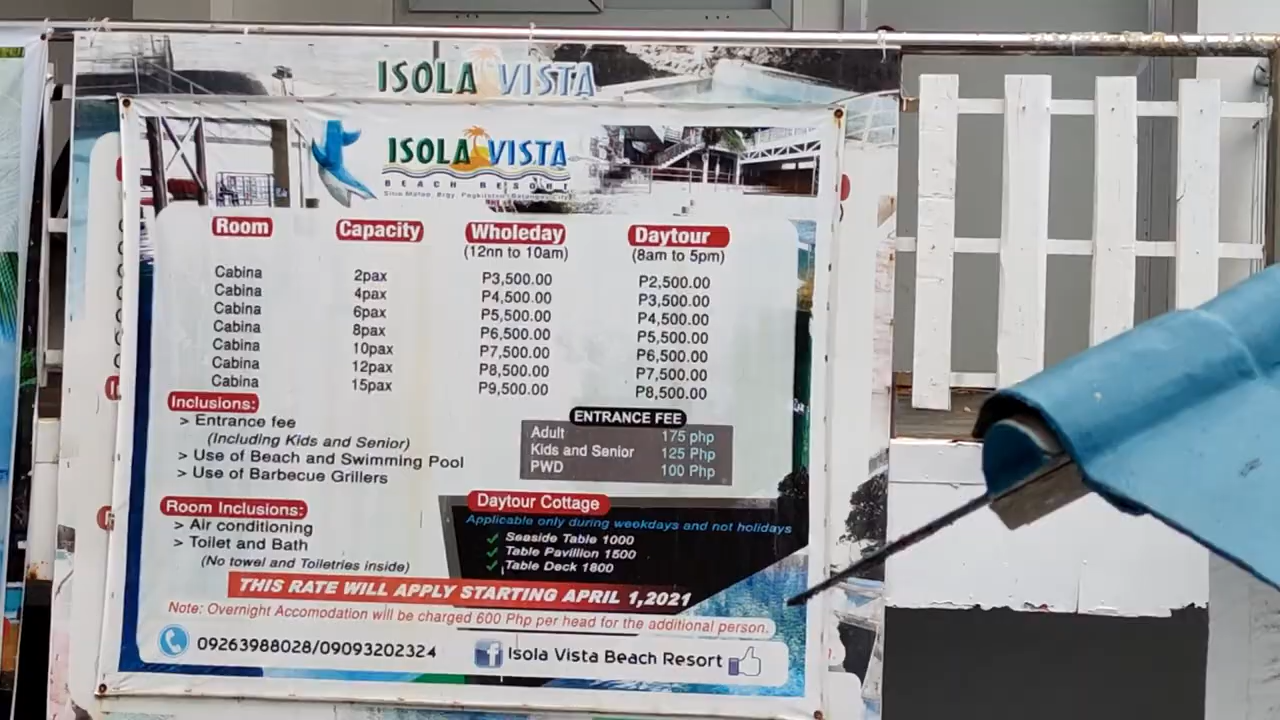 ISOLA VISTA
ISOLA VISTA
BEACH RESORT
Room Capacity Wholeday Daytour
(12nn to 10am) (8am to 5pm)
Cabina 2pax P3,500.00 P2,500.00
Cabina 4pax P4,500.00 P3,500.00
Cabina 6pax P5,500.00 P4,500.00
Cabina 8pax P6,500.00 P5,500.00
Cabina 10pax P7,500.00 P6,500.00
Cabina 12pax P8,500.00 P7,500.00
Cabina 15pax P9,500.00 P8,500.00
Inclusions:
> Entrance fee
(Including Kids and Senior)
> Use of Beach and Swimming Pool
> Use of Barbecue Grillers
ENTRANCE FEE
Adult 175 php
Kids and Senior 125 Php
PWD 100 Php
Room Inclusions:
> Air conditioning
> Toilet and Bath
(No towel and Toiletries inside)
Daytour Cottage
Applicable only during weekdays and not holidays
✓ Seaside Table 1000
✓ Table Pavillion 1500
✓ Table Deck 1800
THIS RATE WILL APPLY STARTING APRIL 1,2021
Note: Overnight Accomodation will be charged 600 Php per head for the additional person.
09263988028/09093202324
f Isola Vista Beach Resort